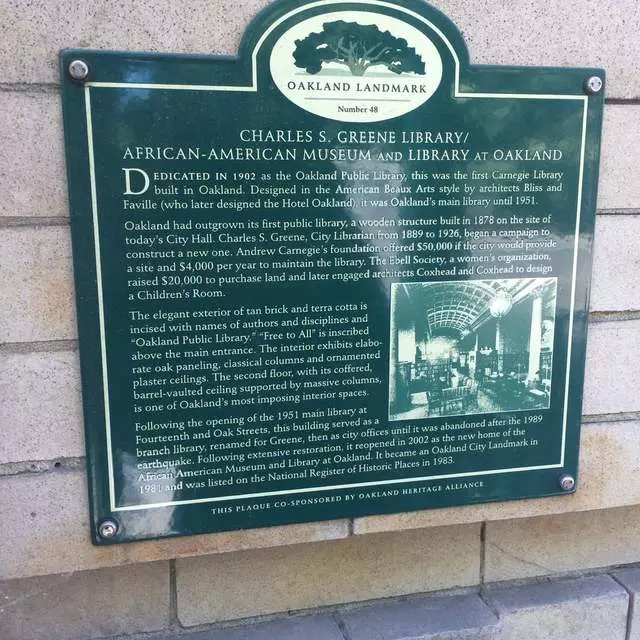 OAKLAND LANDMARK
Number 48
CHARLES S. GREENE LIBRARY/
AFRICAN-AMERICAN MUSEUM AND LIBRARY AT OAKLAND
DEDICATED IN 1902 as the Oakland Public Library, this was the first Carnegie Library
built in Oakland. Designed in the American Beaux Arts style by architects Bliss and
Faville (who later designed the Hotel Oakland), it was Oakland's main library until 1951.
Oakland had outgrown its first public library, a wooden structure built in 1878 on the site of
today's City Hall. Charles S. Greene, City Librarian from 1889 to 1926, began a campaign to
construct a new one. Andrew Carnegie's foundation offered $50,000 if the city would provide
a site and $4,000 per year to maintain the library. The Ebell Society, a women's organization,
raised $20,000 to purchase land and later engaged architects Coxhead and Coxhead to design
a Children's Room.
The elegant exterior of tan brick and terra cotta is
incised with names of authors and disciplines and
"Oakland Public Library." "Free to All" is inscribed
above the main entrance. The interior exhibits elabo-
rate oak paneling, classical columns and ornamented
plaster ceilings. The second floor, with its coffered,
barrel-vaulted ceiling supported by massive columns,
is one of Oakland's most imposing interior spaces.
Following the opening of the 1951 main library at
Fourteenth and Oak Streets, this building served as a
branch library, renamed for Greene, then as city offices until it was abandoned after the 1989
earthquake. Following extensive restoration, it reopened in 2002 as the new home of the
African American Museum and Library at Oakland. It became an Oakland City Landmark in
1981 and was listed on the National Register of Historic Places in 1983.
THIS PLAQUE CO-SPONSORED BY OAKLAND HERITAGE ALLIANCE